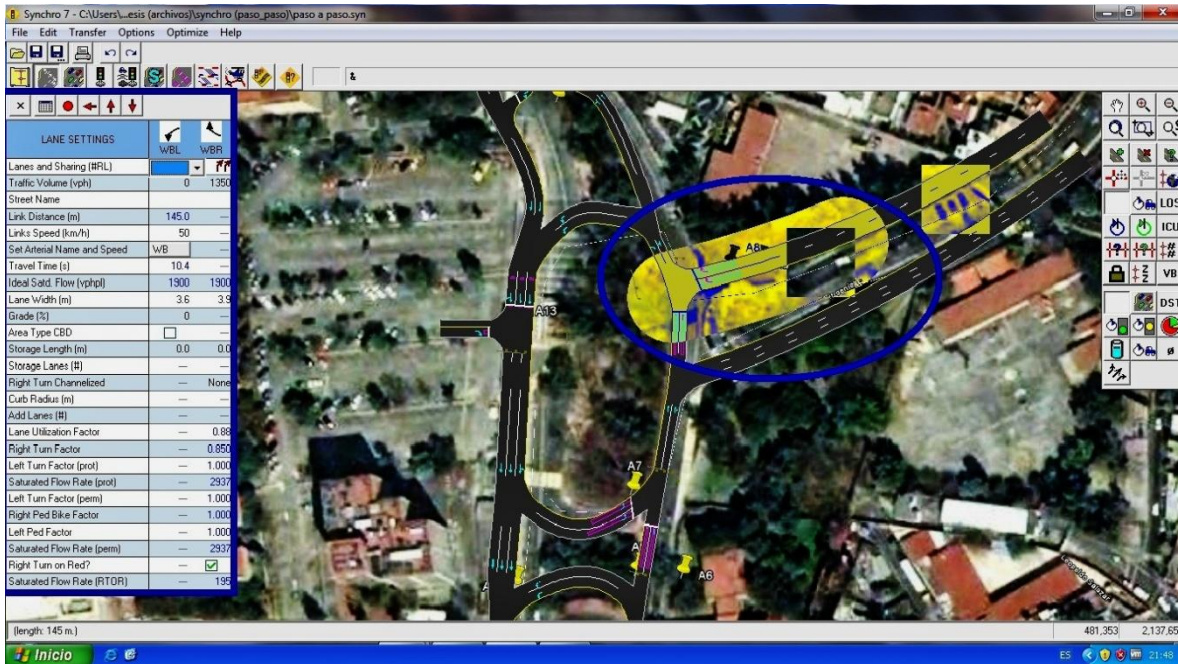 Synchro 7 - C:\Users\...esis (archivos)\synchro (paso_paso)\paso a paso.syn
File Edit Transfer Options Optimize Help
&
LANE SETTINGS WBL WBR
Lanes and Sharing (#RL)
Traffic Volume (vph) 0 1350
Street Name
Link Distance (m) 145.0 —
Links Speed (km/h) 50 —
Set Arterial Name and Speed WB —
Travel Time (s) 10.4 —
Ideal Satd. Flow (vphpl) 1900 1900
Lane Width (m) 3.6 3.9
Grade (%) 0 —
Area Type CBD —
Storage Length (m) 0.0 0.0
Storage Lanes (#) — —
Right Turn Channelized — None
Curb Radius (m) — —
Add Lanes (#) — —
Lane Utilization Factor — 0.88
Right Turn Factor — 0.850
Left Turn Factor (prot) — 1.000
Saturated Flow Rate (prot) — 2937
Left Turn Factor (perm) — 1.000
Right Ped Bike Factor — 1.000
Left Ped Factor — 1.000
Saturated Flow Rate (perm) — 2937
Right Turn on Red? —
Saturated Flow Rate (RTOR) — 195
A8
A13
A7
A6
LOS
ICU
VB
DST
ø
(length: 145 m.)
481,353 2,137,65
Inicio
ES 21:48